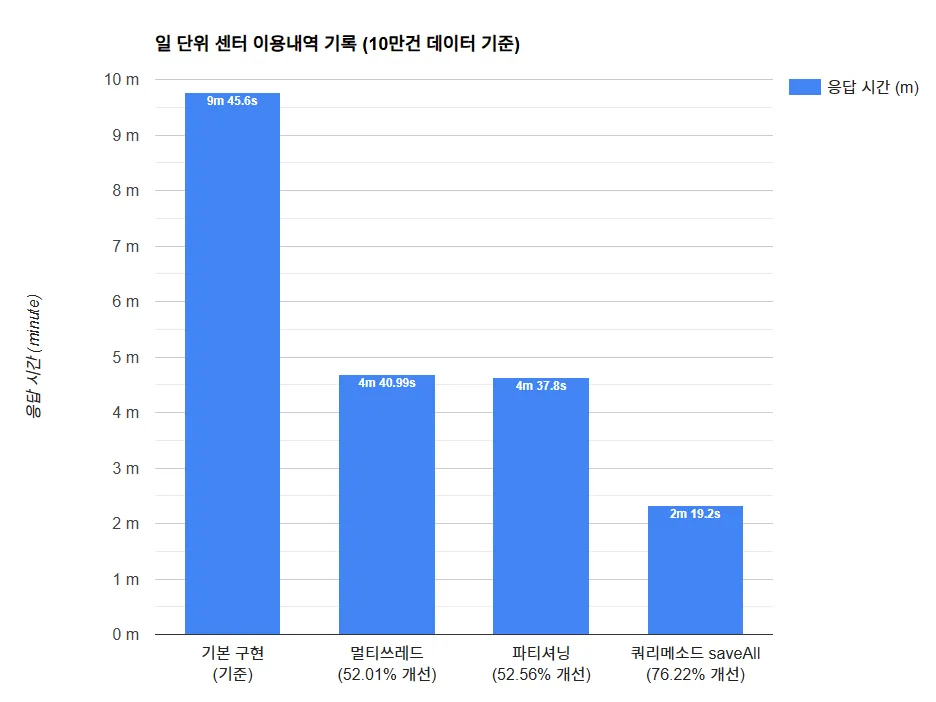 일 단위 센터 이용내역 기록 (10만건 데이터 기준)
응답 시간 (m)
응답 시간 (minute)
10 m
9 m
8 m
7 m
6 m
5 m
4 m
3 m
2 m
1 m
0 m
9m 45.6s
4m 40.99s
4m 37.8s
2m 19.2s
기본 구현
(기준)
멀티쓰레드
(52.01% 개선)
파티셔닝
(52.56% 개선)
쿼리메소드 saveAll
(76.22% 개선)